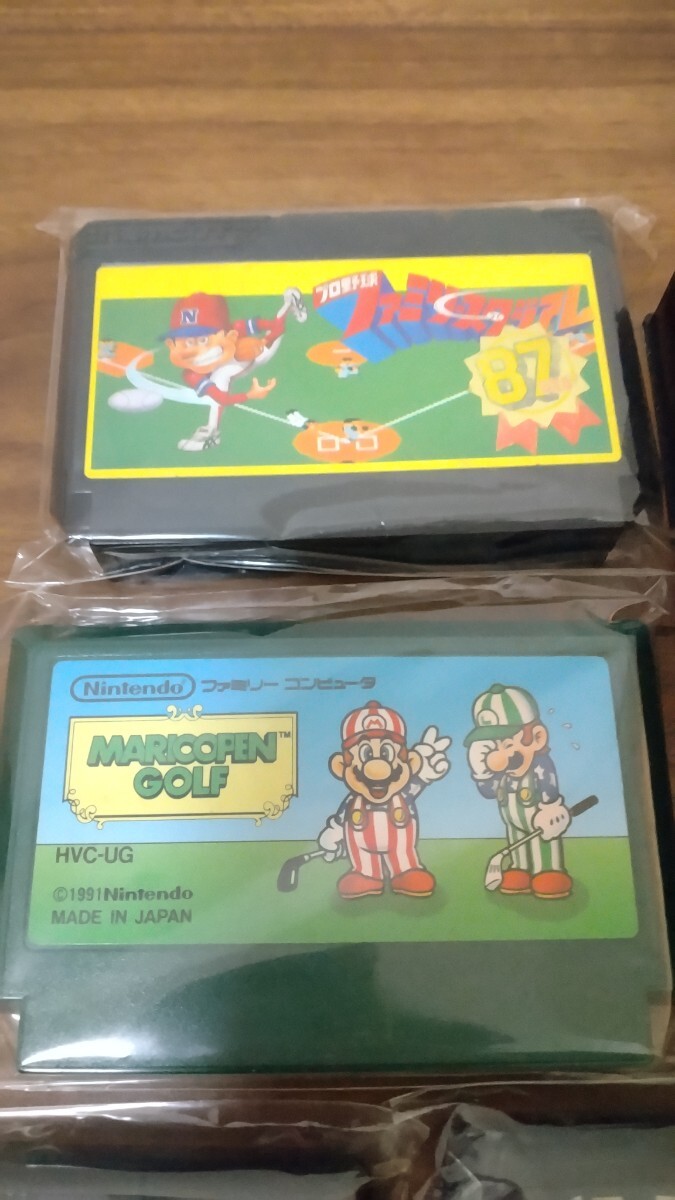 プロ野球
ファミリースタジアム
87
N
Nintendo ファミリー コンピュータ
MARIOOPEN™
GOLF
M
L
HVC-UG
©1991Nintendo
MADE IN JAPAN